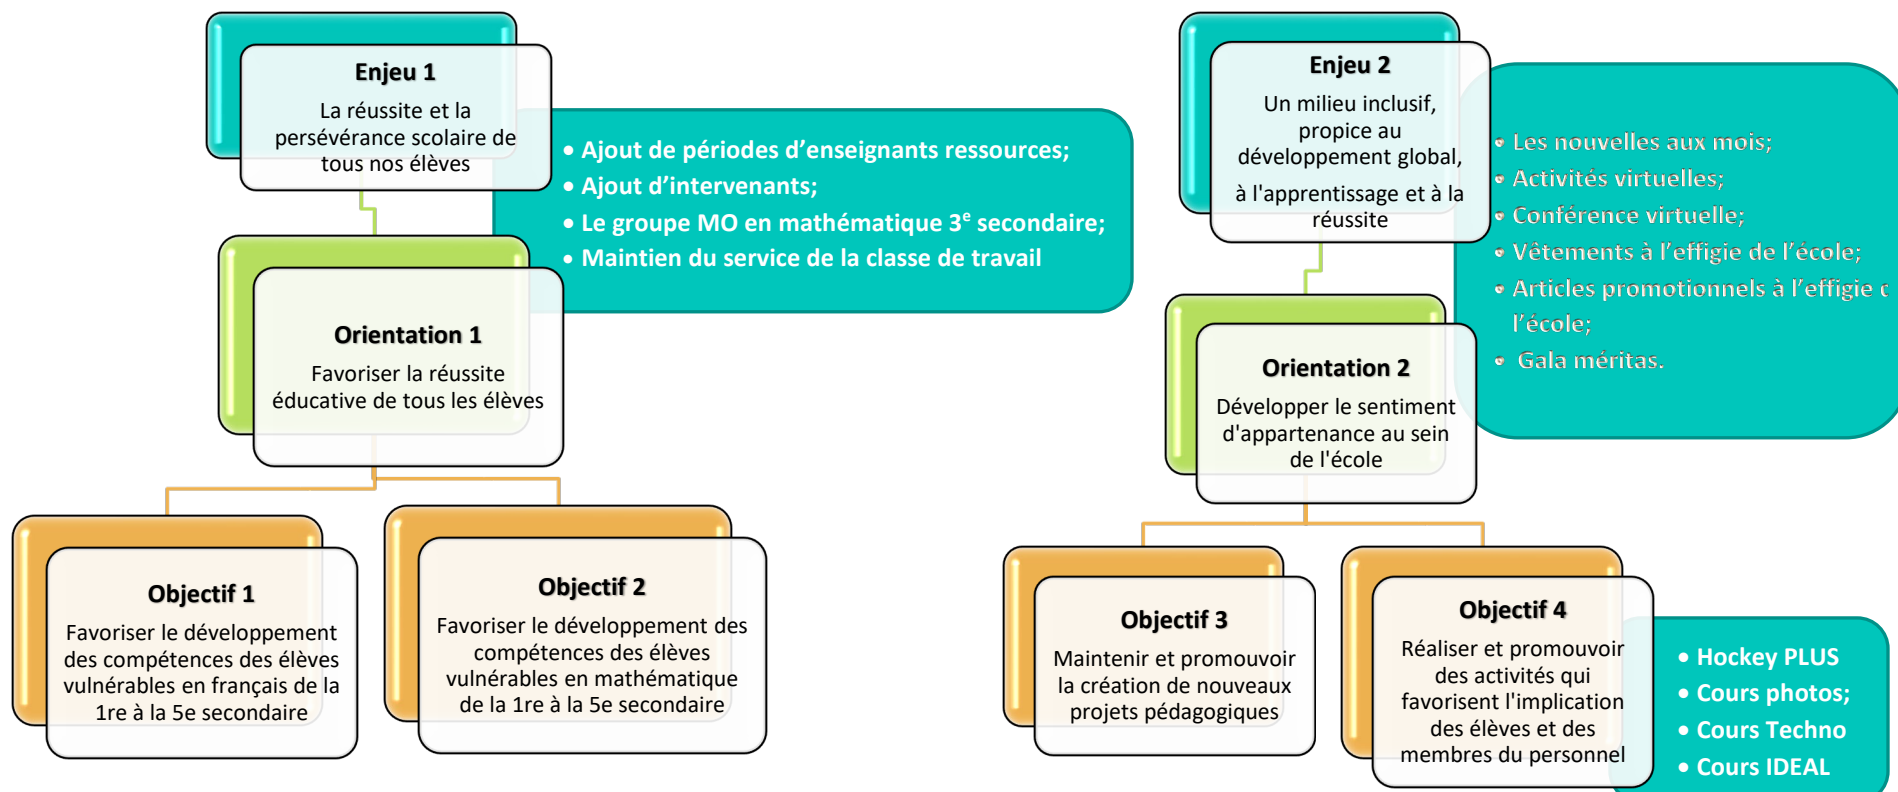 Enjeu 1
La réussite et la
persévérance scolaire de
tous nos élèves
• Ajout de périodes d'enseignants ressources;
• Ajout d'intervenants;
• Le groupe MO en mathématique 3e secondaire;
• Maintien du service de la classe de travail
Orientation 1
Favoriser la réussite
éducative de tous les élèves
Objectif 1
Favoriser le développement
des compétences des élèves
vulnérables en français de la
1re à la 5e secondaire
Objectif 2
Favoriser le développement des
compétences des élèves
vulnérables en mathématique
de la 1re à la 5e secondaire
Enjeu 2
Un milieu inclusif,
propice au
développement global,
à l'apprentissage et à la
réussite
• Les nouvelles aux mois;
• Activités virtuelles;
• Conférence virtuelle;
• Vêtements à l'effigie de l'école;
• Articles promotionnels à l'effigie
l'école;
• Gala méritas.
Orientation 2
Développer le sentiment
d'appartenance au sein
de l'école
Objectif 3
Maintenir et promouvoir
la création de nouveaux
projets pédagogiques
Objectif 4
Réaliser et promouvoir
des activités qui
favorisent l'implication
des élèves et des
membres du personnel
• Hockey PLUS
• Cours photos;
• Cours Techno
• Cours IDEAL